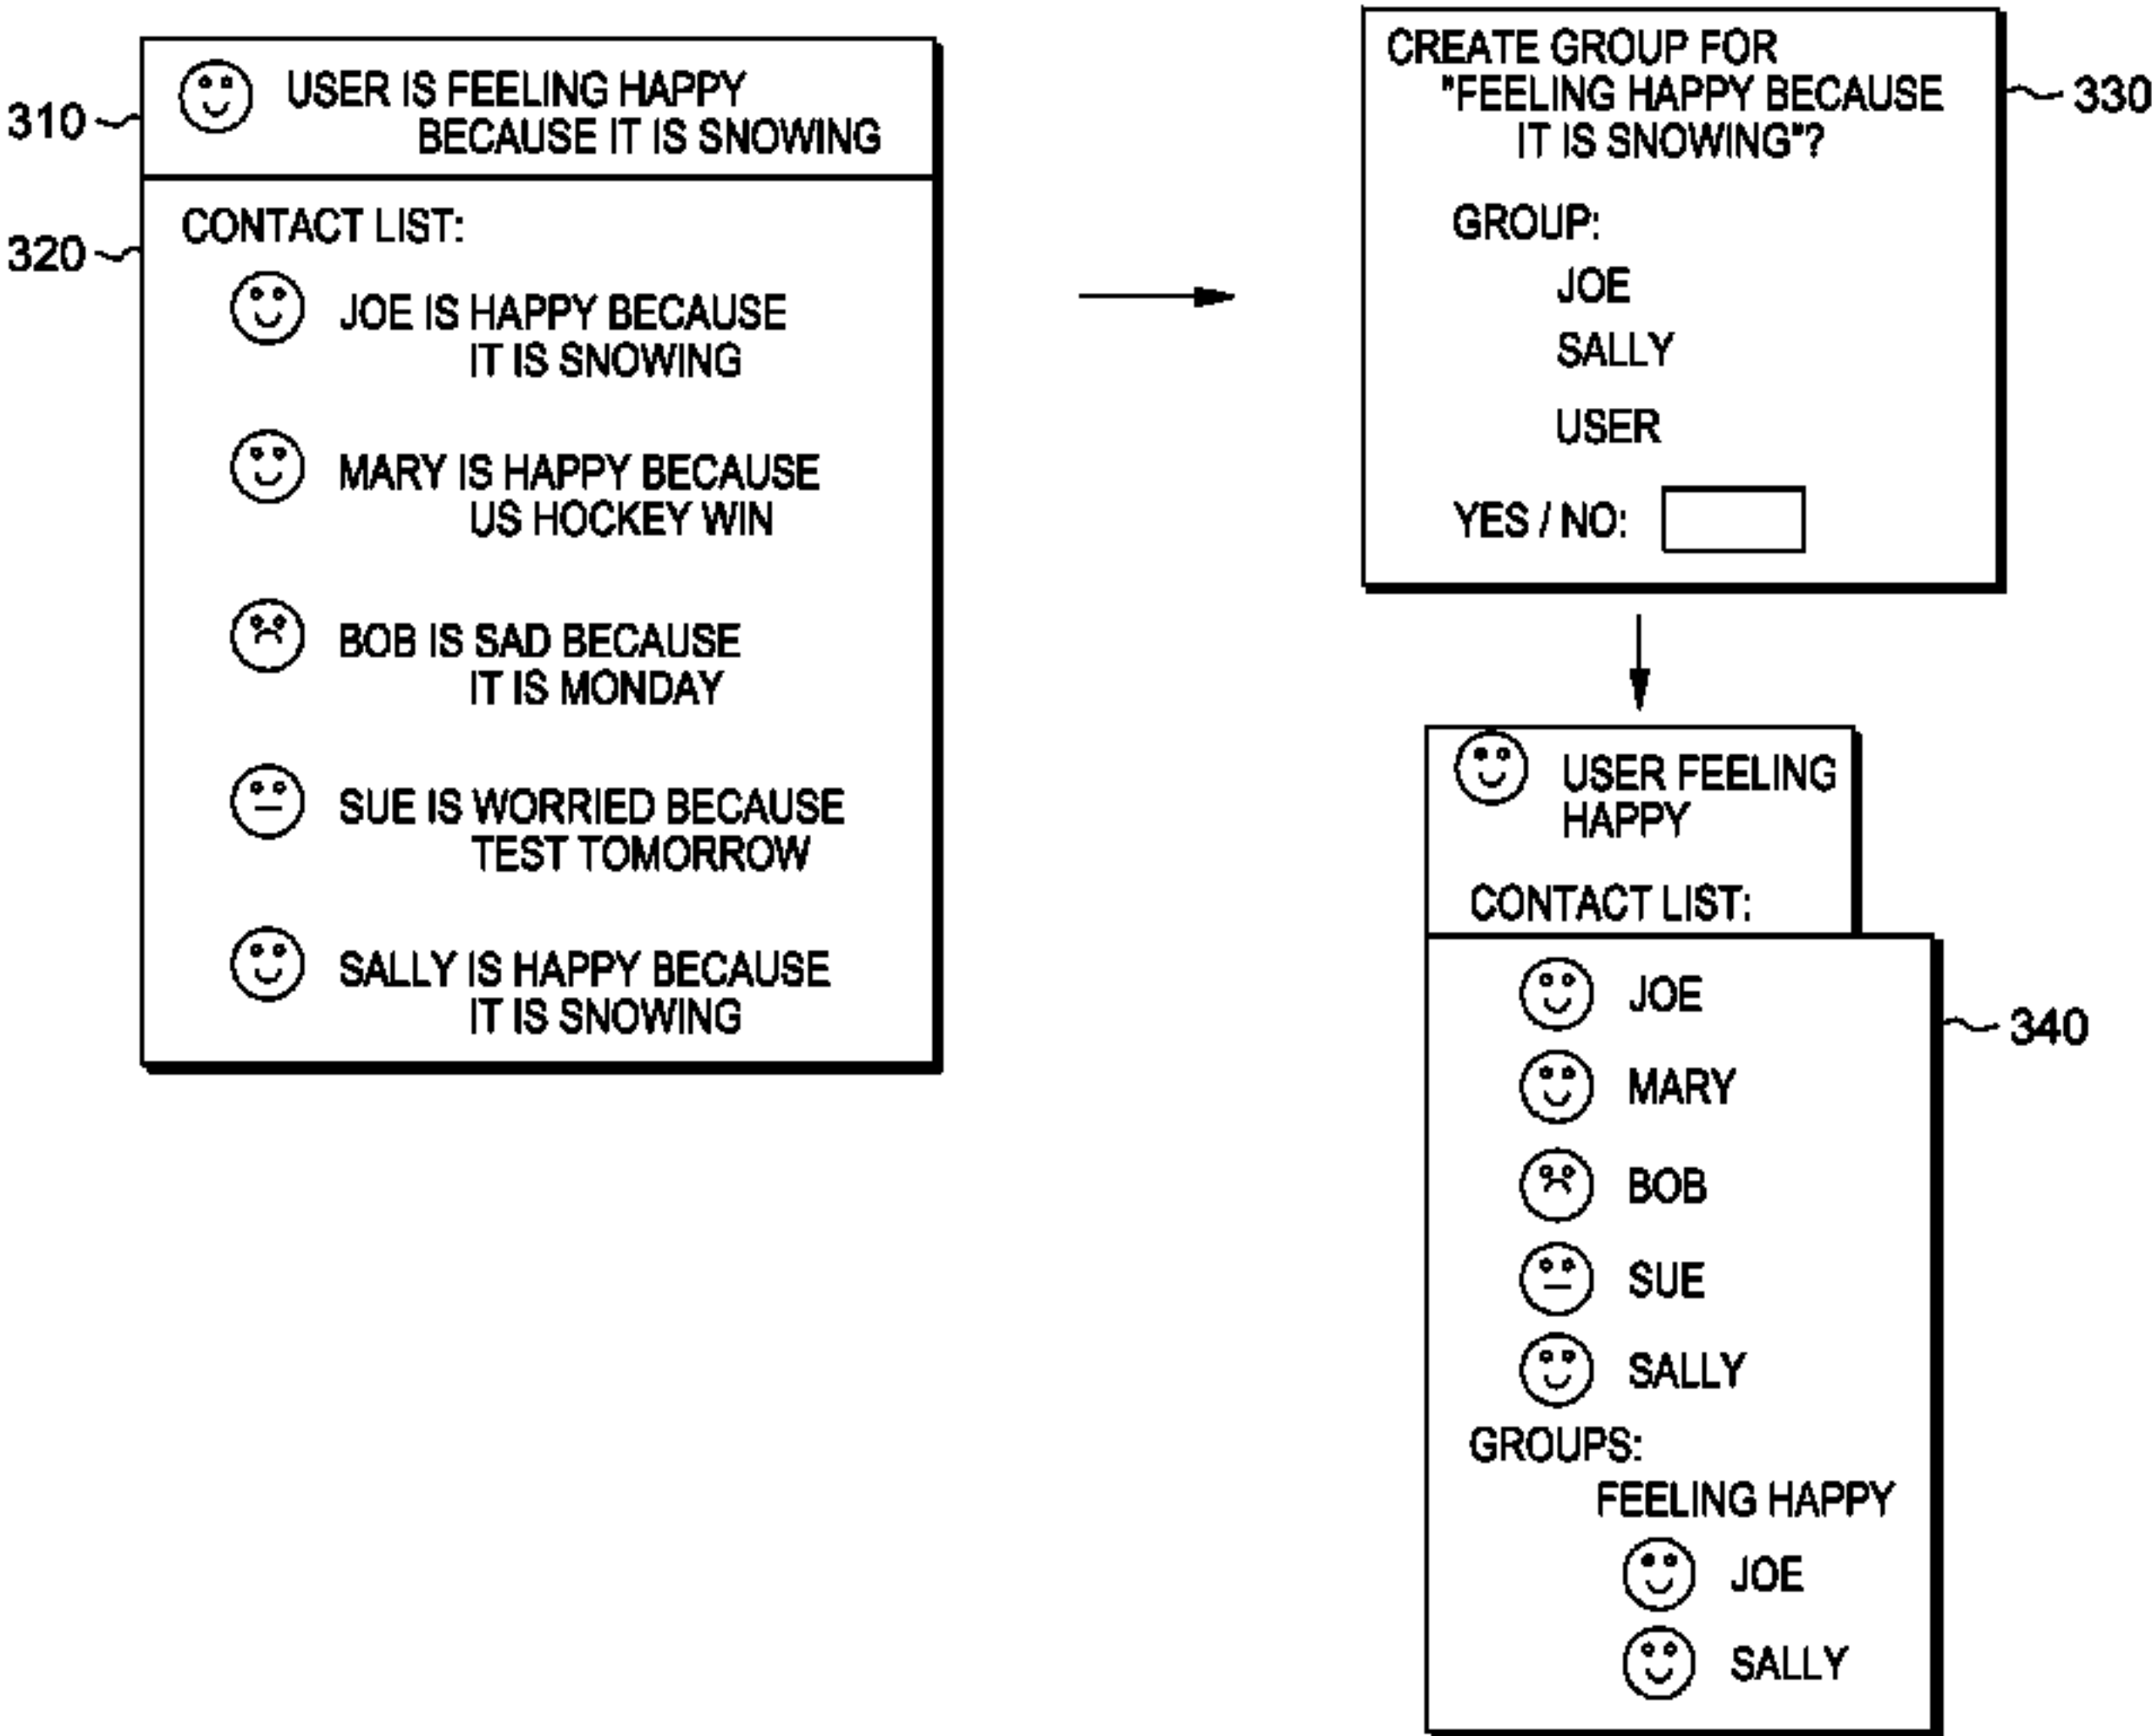 310
USER IS FEELING HAPPY
BECAUSE IT IS SNOWING
320
CONTACT LIST:
JOE IS HAPPY BECAUSE
IT IS SNOWING
MARY IS HAPPY BECAUSE
US HOCKEY WIN
BOB IS SAD BECAUSE
IT IS MONDAY
SUE IS WORRIED BECAUSE
TEST TOMORROW
SALLY IS HAPPY BECAUSE
IT IS SNOWING
CREATE GROUP FOR
"FEELING HAPPY BECAUSE
IT IS SNOWING"?
330
GROUP:
JOE
SALLY
USER
YES / NO:
USER FEELING
HAPPY
CONTACT LIST:
JOE
340
MARY
BOB
SUE
SALLY
GROUPS:
FEELING HAPPY
JOE
SALLY